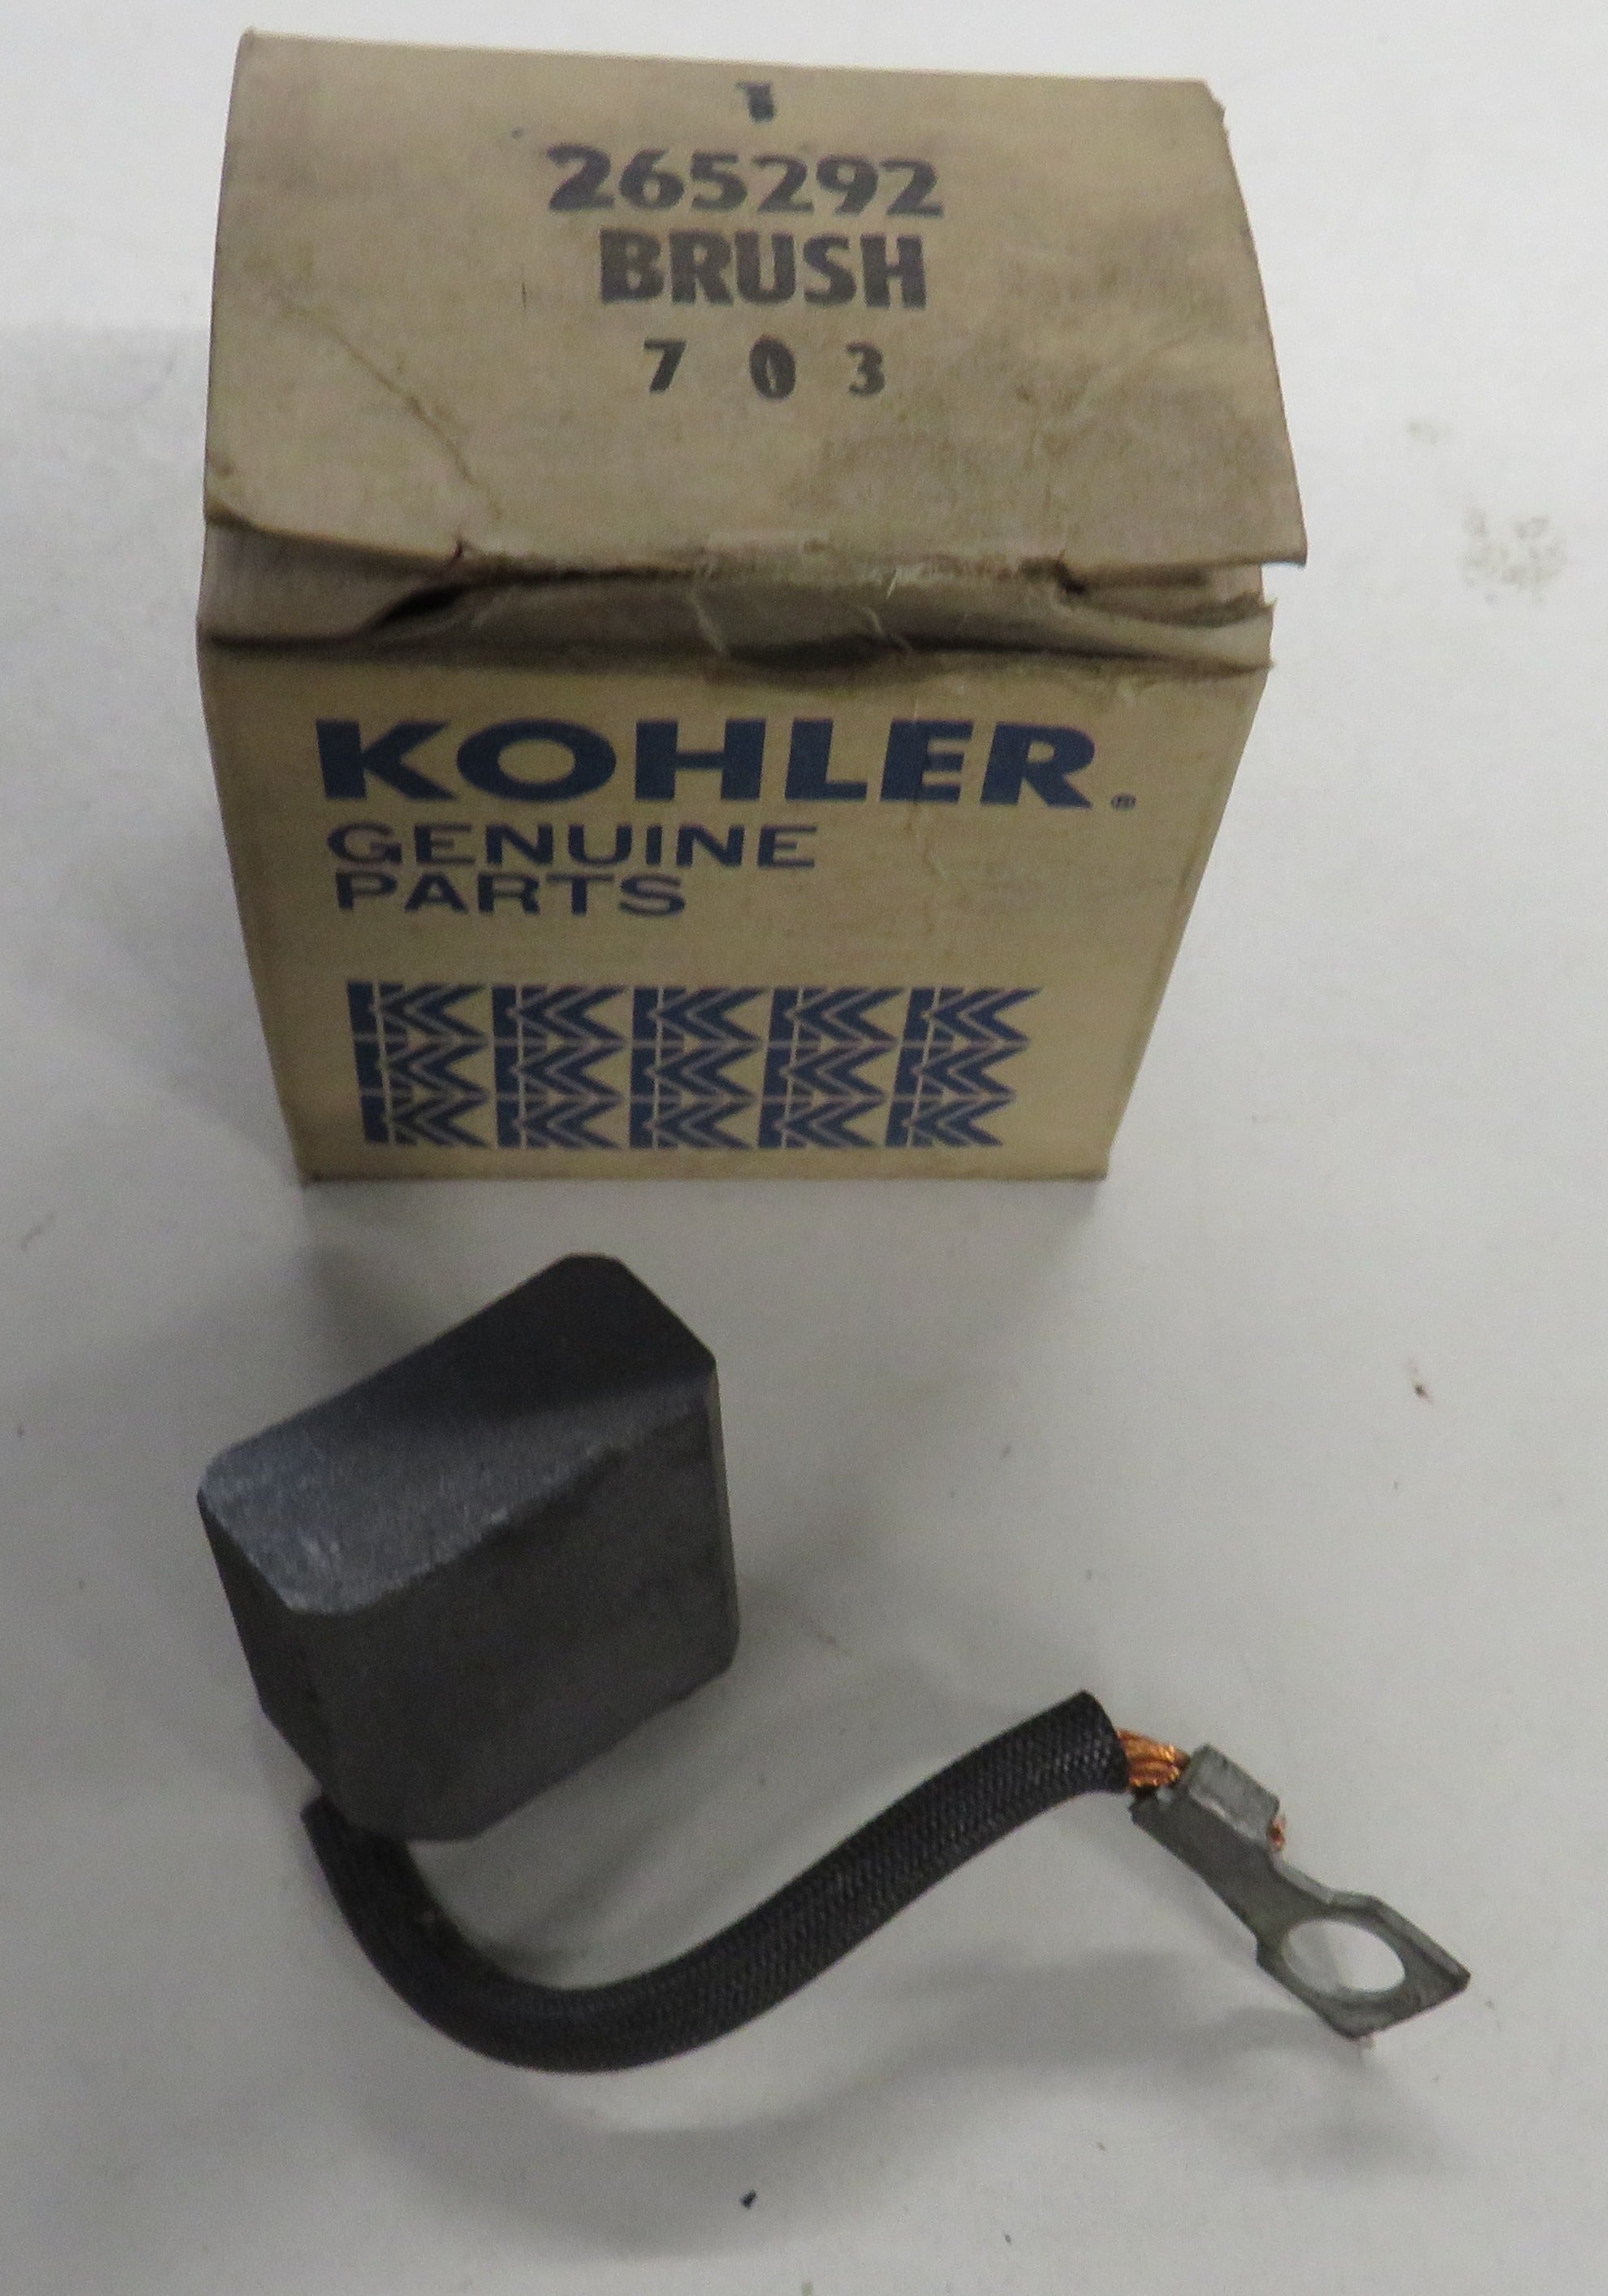 265292
BRUSH
7 0 3
KOHLER®
GENUINE
PARTS